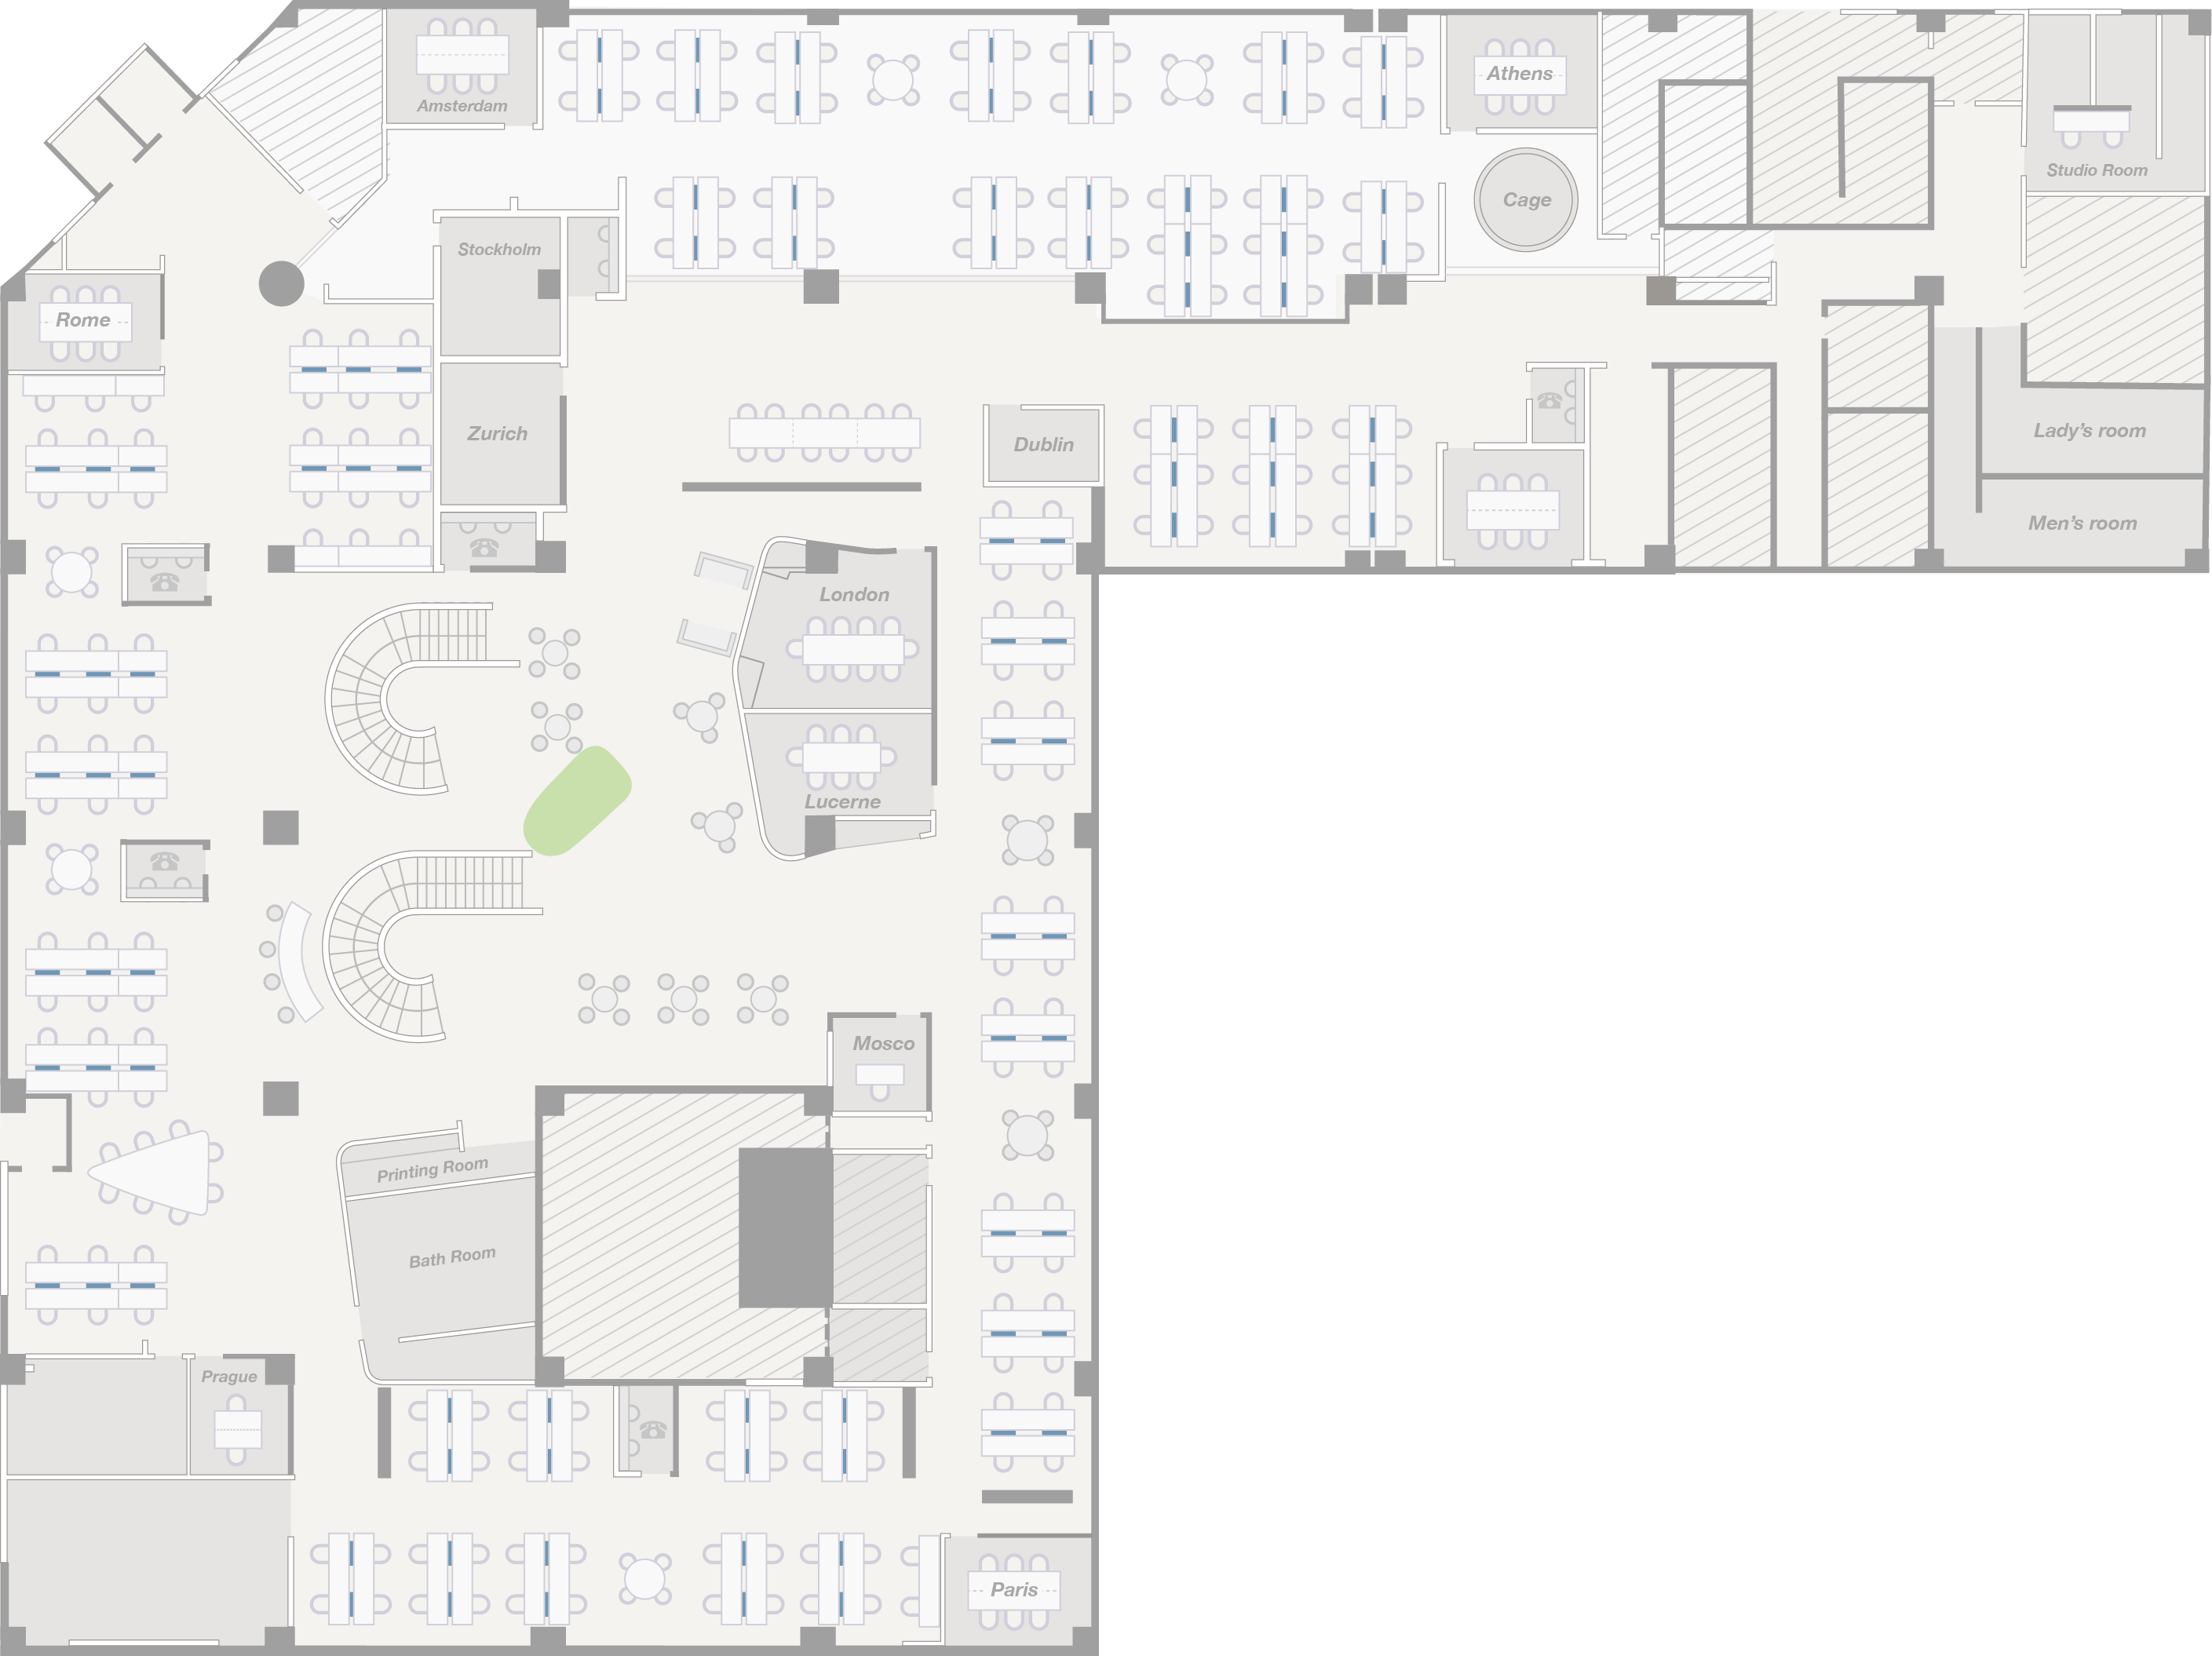 Amsterdam
Athens
Studio Room
Cage
Stockholm
Rome
Zurich
Dublin
Lady's room
Men's room
London
Lucerne
Mosco
Printing Room
Bath Room
Prague
Paris